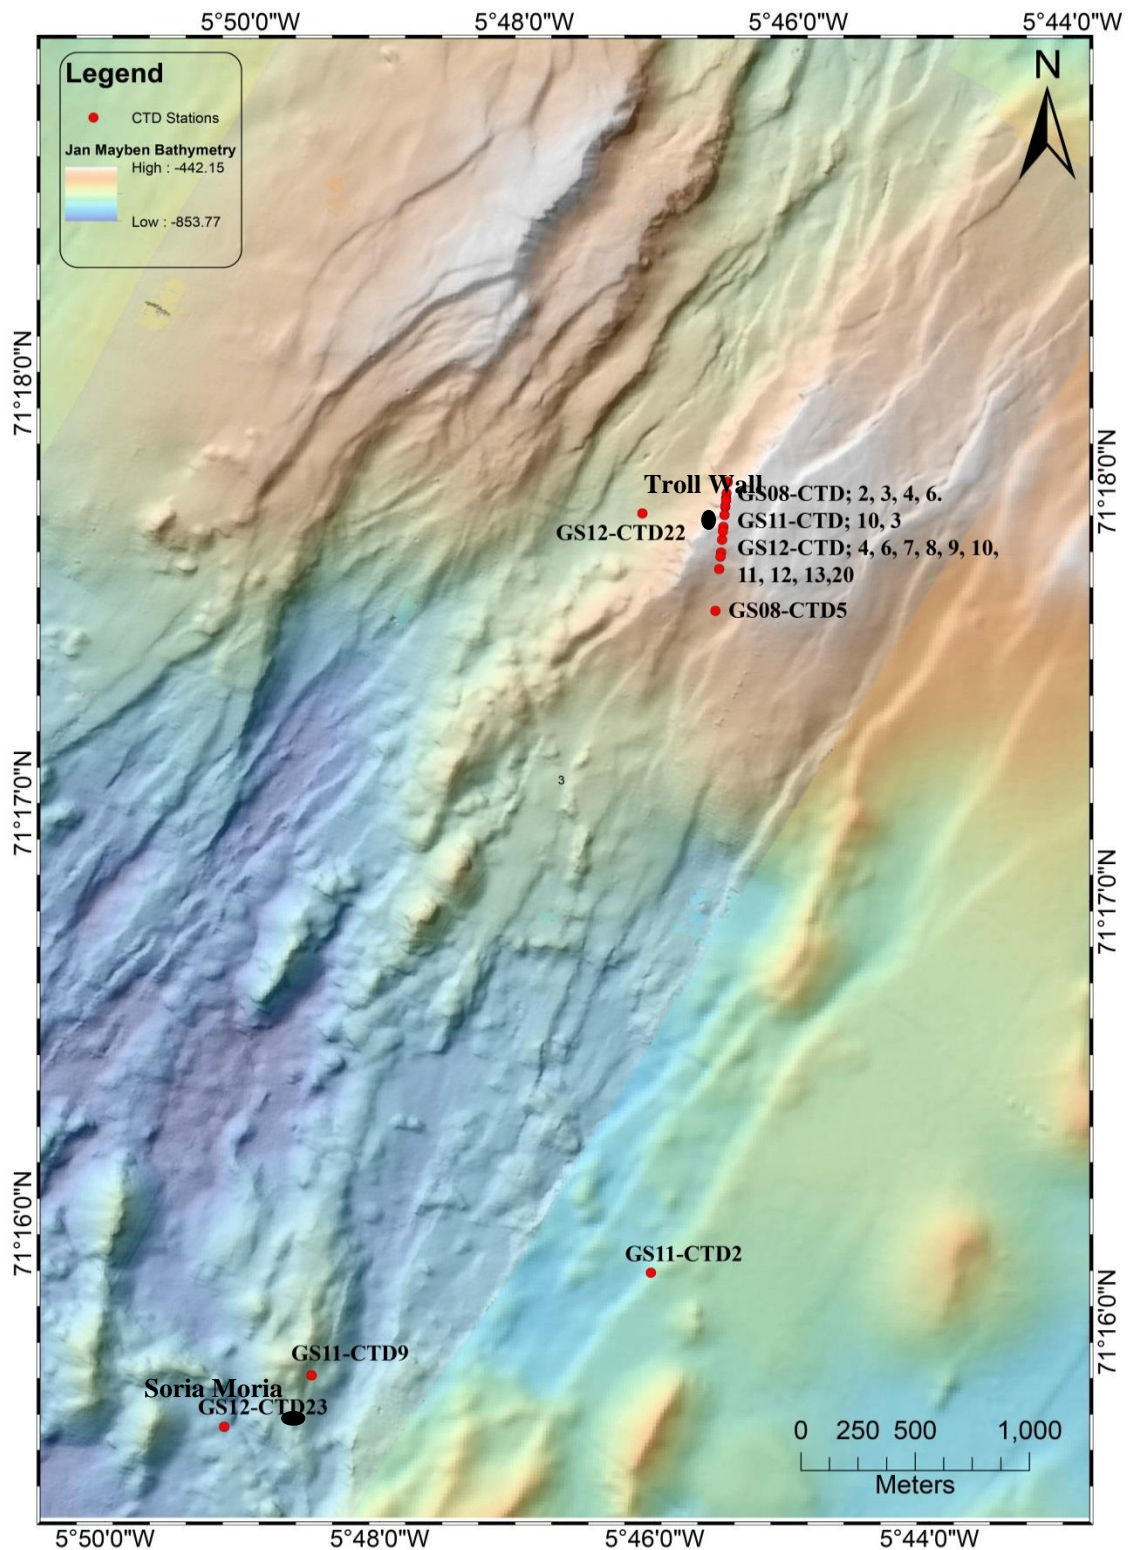 5°50'0"W 5°48'0"W 5°46'0"W 5°44'0"W
Legend
CTD Stations
Jan Mayben Bathymetry
High : -442.15
Low : -853.77
N
71°18'0"N
71°18'0"N
Troll Wall
GS08-CTD; 2, 3, 4, 6.
GS12-CTD22
GS11-CTD; 10, 3
GS12-CTD; 4, 6, 7, 8, 9, 10,
11, 12, 13,20
GS08-CTD5
3
71°17'0"N
71°17'0"N
71°16'0"N
GS11-CTD2
71°16'0"N
GS11-CTD9
Soria Moria
GS12-CTD23
0 250 500 1,000
Meters
5°50'0"W 5°48'0"W 5°46'0"W 5°44'0"W